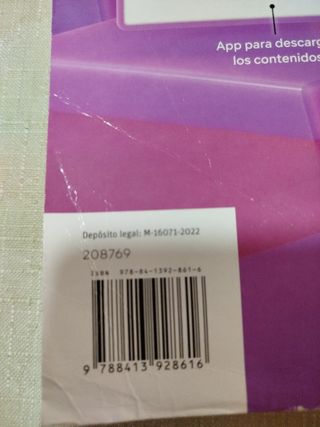 App para descarg
los contenidos
Depósito legal: M-16071-2022
208769
ISBN 978-84-1392-861-6
9 788413 928616